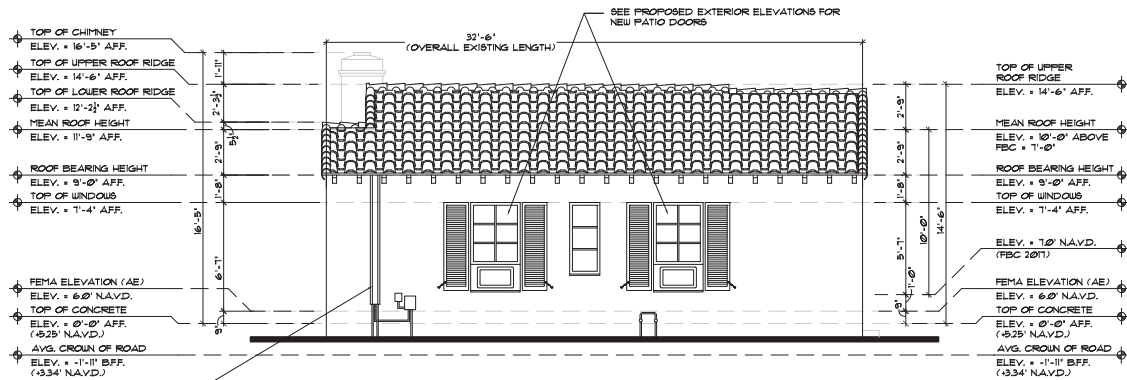 SEE PROPOSED EXTERIOR ELEVATIONS FOR
NEW PATIO DOORS
32'-6"
(OVERALL EXISTING LENGTH)
TOP OF CHIMNEY
ELEV. = 16'-5" AFF.
TOP OF UPPER ROOF RIDGE
ELEV. = 14'-6" AFF.
TOP OF LOWER ROOF RIDGE
ELEV. = 12'-2½" AFF.
MEAN ROOF HEIGHT
ELEV. = 11'-9" AFF.
ROOF BEARING HEIGHT
ELEV. = 9'-0" AFF.
TOP OF WINDOWS
ELEV. = 7'-4" AFF.
FEMA ELEVATION (AE)
ELEV. = 6.0' N.A.V.D.
TOP OF CONCRETE
ELEV. = 0'-0" AFF.
(+5.25' N.A.V.D.)
AVG. CROWN OF ROAD
ELEV. = -1'-11" B.F.F.
(+3.34' N.A.V.D.)
16'-5"
1'-11"
2'-3½"
5½"
2'-9"
1'-8"
6'-7"
9"
2'-9"
2'-9"
1'-8"
5'-7"
1'-0"
9"
10'-0"
14'-6"
TOP OF UPPER
ROOF RIDGE
ELEV. = 14'-6" AFF.
MEAN ROOF HEIGHT
ELEV. = 10'-0" ABOVE
FBC = 7'-0"
ROOF BEARING HEIGHT
ELEV. = 9'-0" AFF.
TOP OF WINDOWS
ELEV. = 7'-4" AFF.
ELEV. = 7.0' N.A.V.D.
(FBC 2017)
FEMA ELEVATION (AE)
ELEV. = 6.0' N.A.V.D.
TOP OF CONCRETE
ELEV. = 0'-0" AFF.
(+5.25' N.A.V.D.)
AVG. CROWN OF ROAD
ELEV. = -1'-11" B.F.F.
(+3.34' N.A.V.D.)